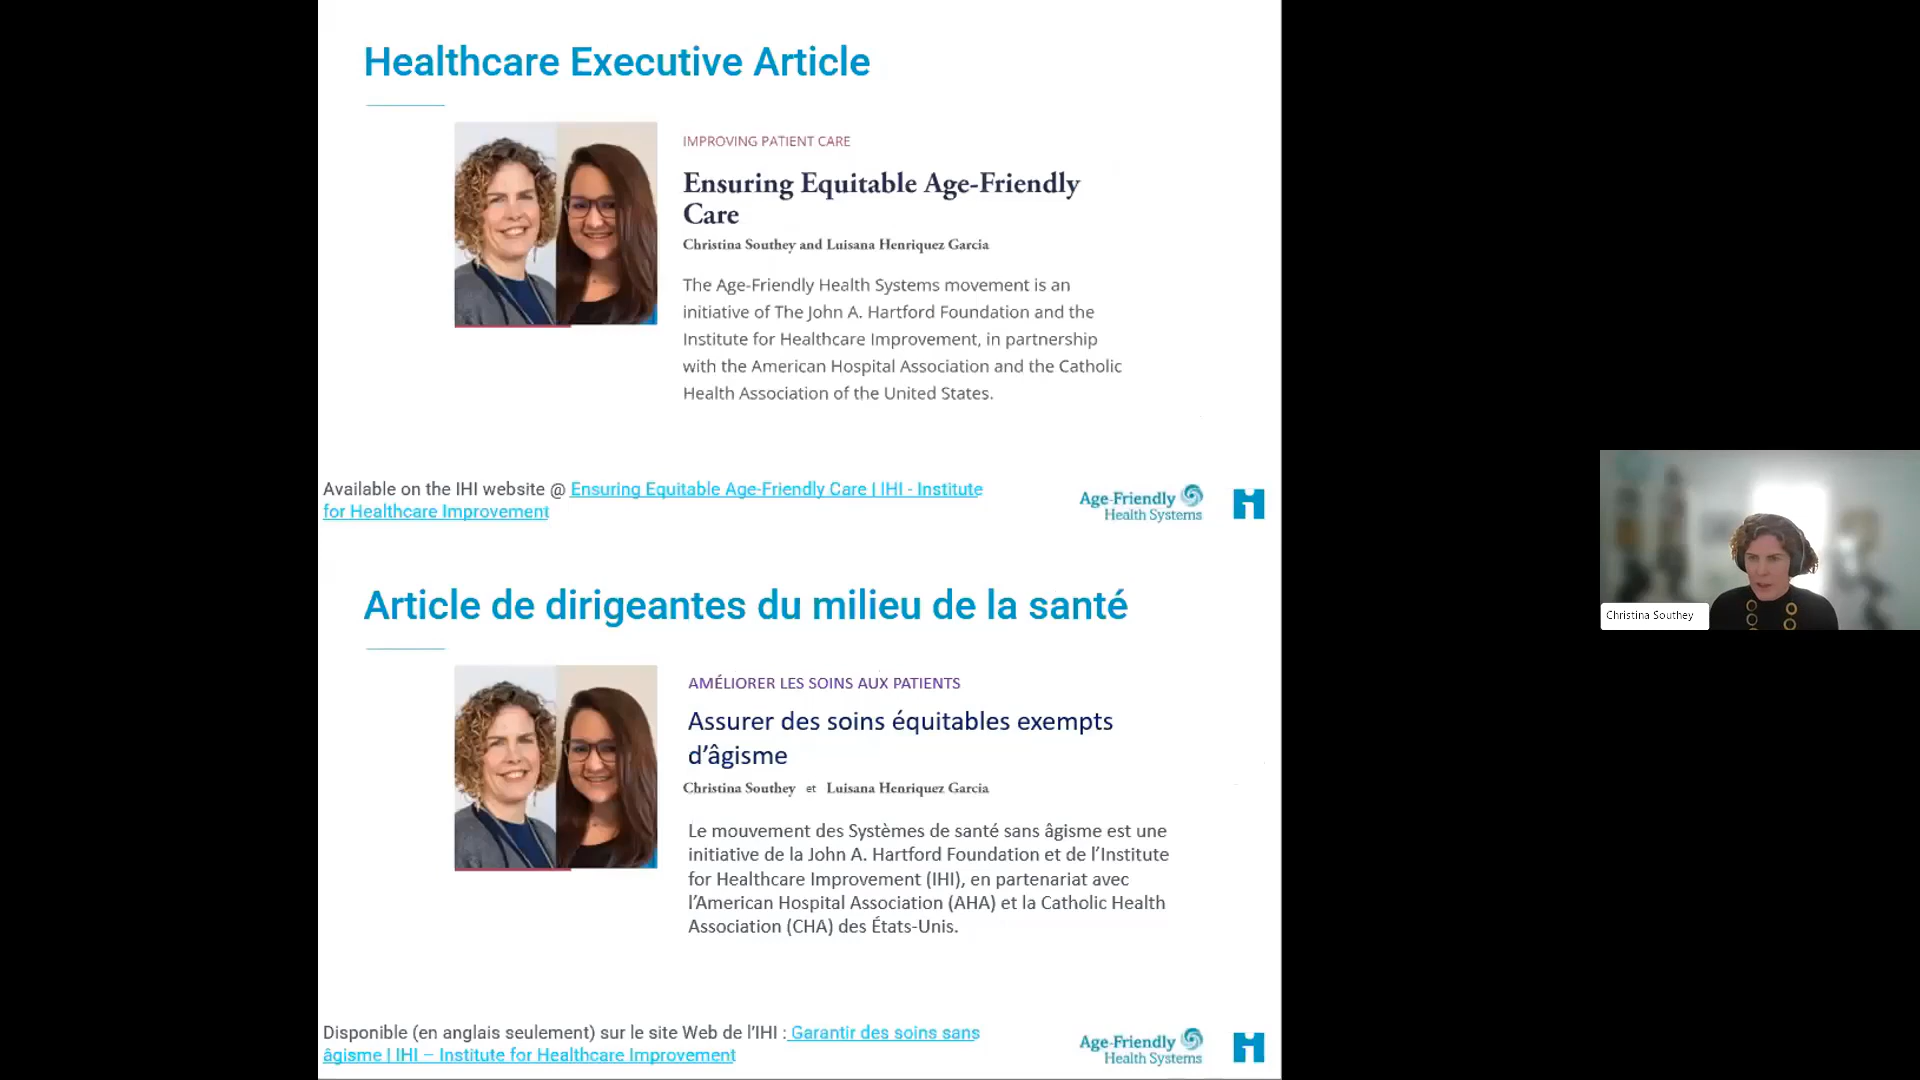 Healthcare Executive Article
IMPROVING PATIENT CARE
Ensuring Equitable Age-Friendly
Care
Christina Southey and Luisana Henriquez Garcia
The Age-Friendly Health Systems movement is an
initiative of The John A. Hartford Foundation and the
Institute for Healthcare Improvement, in partnership
with the American Hospital Association and the Catholic
Health Association of the United States.
Available on the IHI website @ Ensuring Equitable Age-Friendly Care | IHI - Institute
for Healthcare Improvement
Age-Friendly
Health Systems
Article de dirigeantes du milieu de la santé
AMÉLIORER LES SOINS AUX PATIENTS
Assurer des soins équitables exempts
d’âgisme
Christina Southey et Luisana Henriquez Garcia
Le mouvement des Systèmes de santé sans âgisme est une
initiative de la John A. Hartford Foundation et de l’Institute
for Healthcare Improvement (IHI), en partenariat avec
l’American Hospital Association (AHA) et la Catholic Health
Association (CHA) des États-Unis.
Disponible (en anglais seulement) sur le site Web de l’IHI : Garantir des soins sans
âgisme | IHI – Institute for Healthcare Improvement
Age-Friendly
Health Systems
Christina Southey